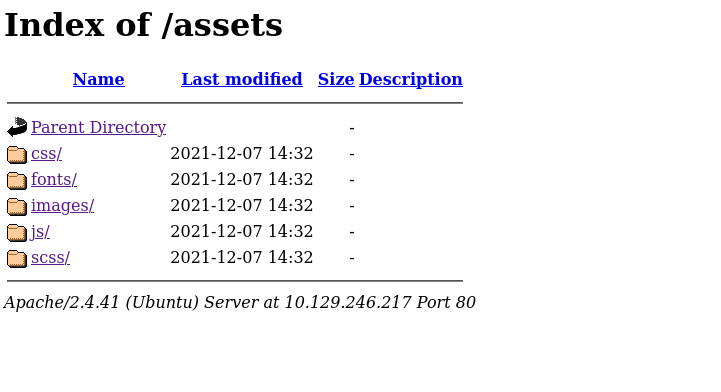 Index of /assets
Name Last modified Size Description
Parent Directory -
css/ 2021-12-07 14:32 -
fonts/ 2021-12-07 14:32 -
images/ 2021-12-07 14:32 -
js/ 2021-12-07 14:32 -
scss/ 2021-12-07 14:32 -
Apache/2.4.41 (Ubuntu) Server at 10.129.246.217 Port 80